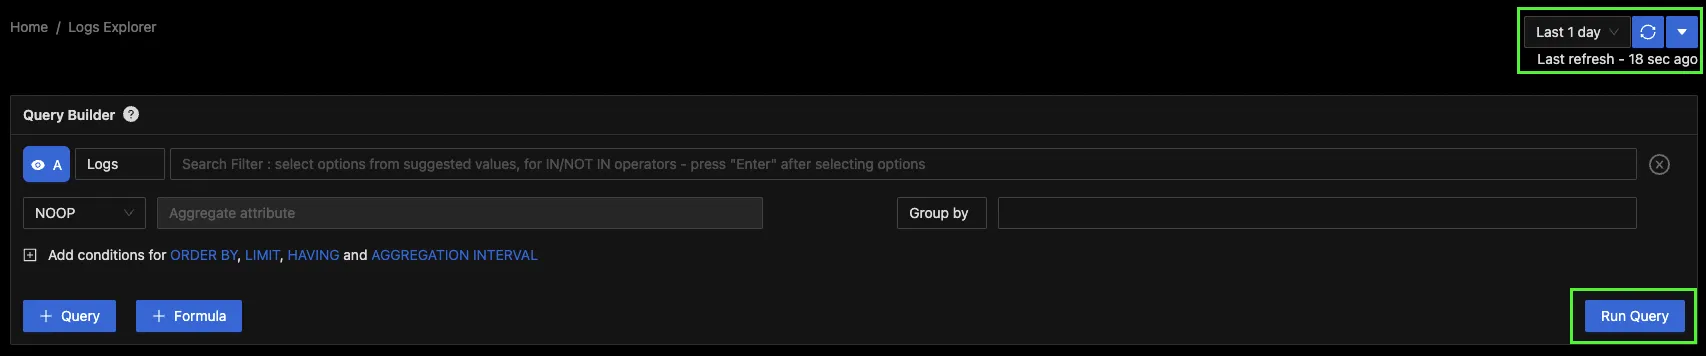 Home / Logs Explorer
Last 1 day
Last refresh - 18 sec ago
Query Builder ?
A Logs Search Filter : select options from suggested values, for IN/NOT IN operators - press "Enter" after selecting options
NOOP Aggregate attribute Group by
Add conditions for ORDER BY, LIMIT, HAVING and AGGREGATION INTERVAL
+ Query + Formula Run Query